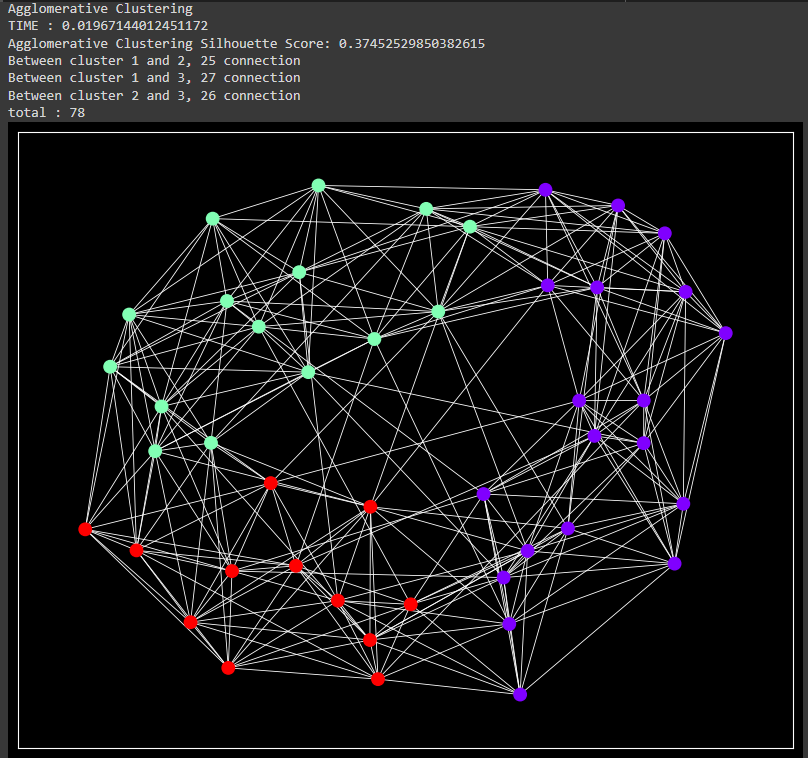 Agglomerative Clustering
TIME : 0.01967144012451172
Agglomerative Clustering Silhouette Score: 0.37452529850382615
Between cluster 1 and 2, 25 connection
Between cluster 1 and 3, 27 connection
Between cluster 2 and 3, 26 connection
total : 78